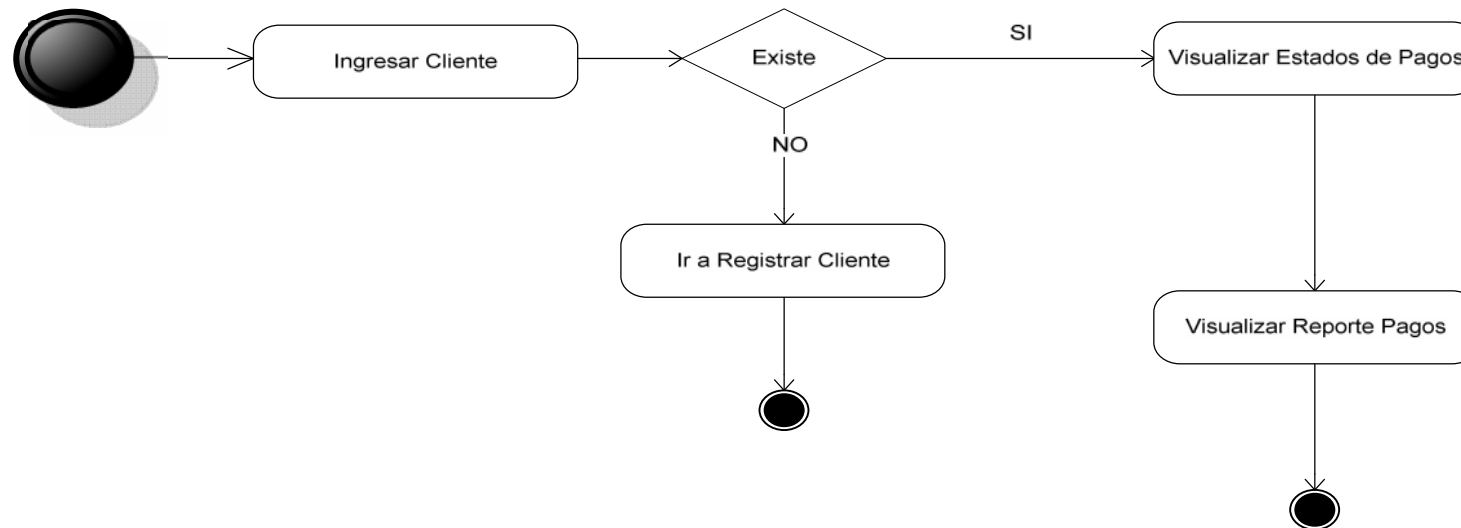 Ingresar Cliente
Existe
SI
Visualizar Estados de Pagos
NO
Ir a Registrar Cliente
Visualizar Reporte Pagos